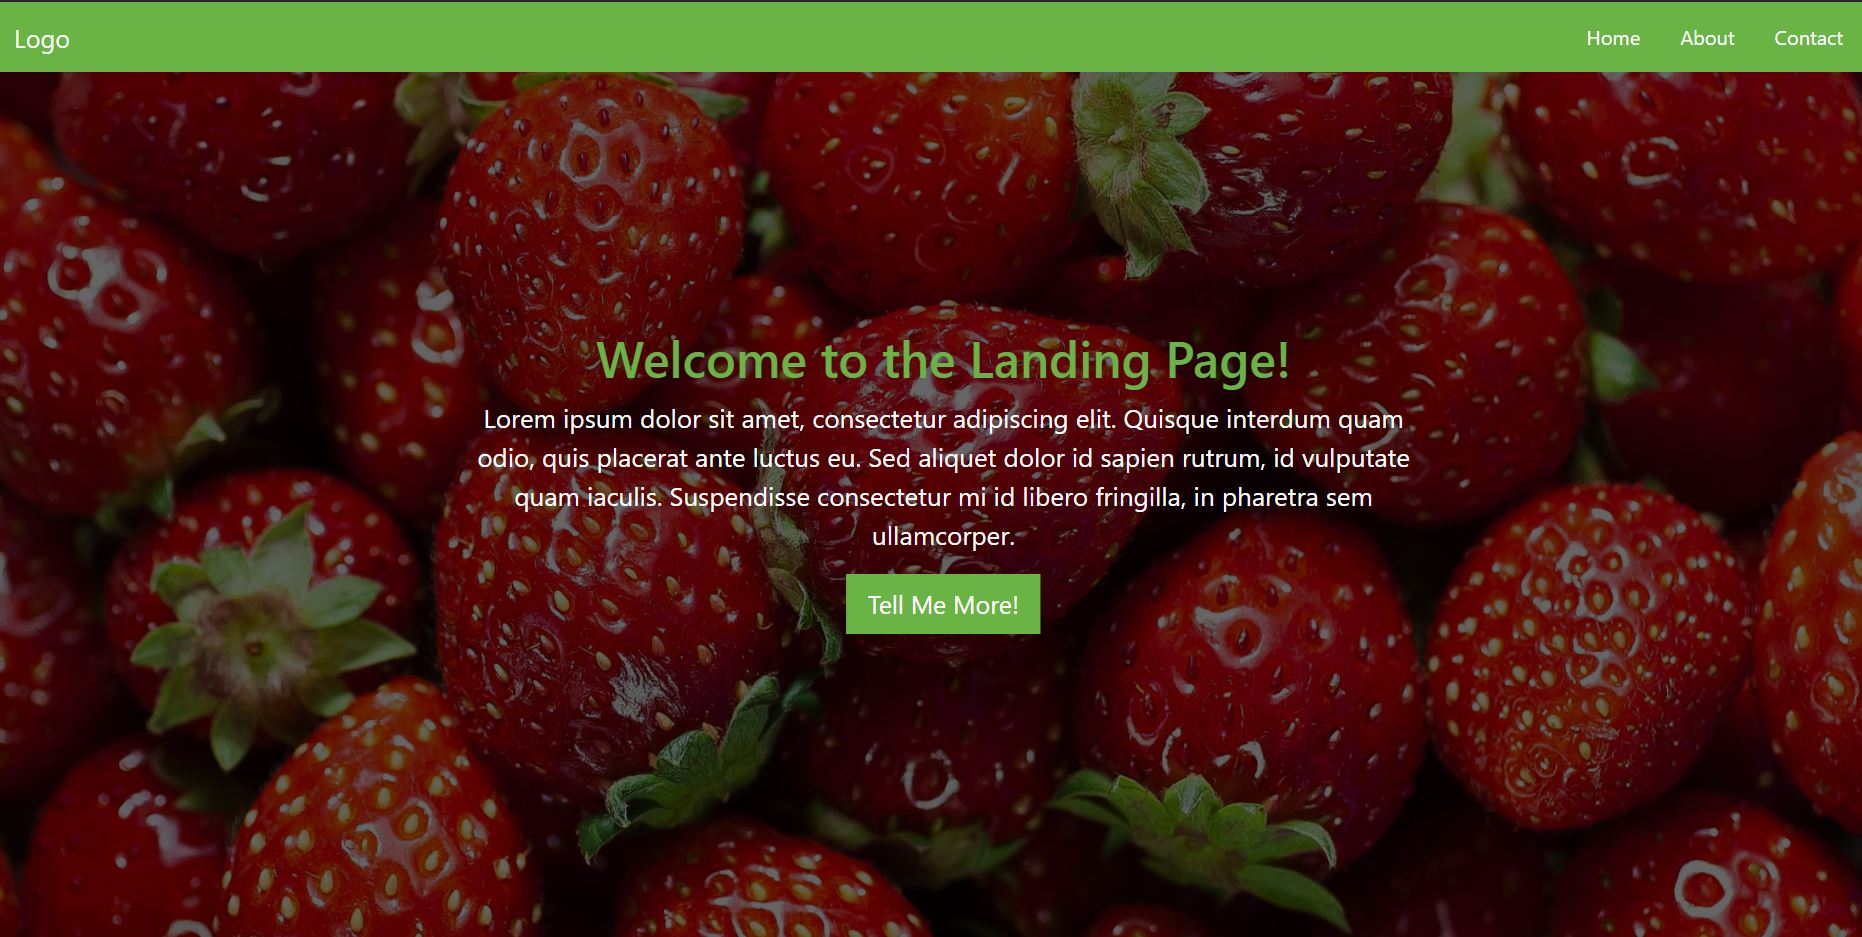 Logo
Home About Contact
Welcome to the Landing Page!
Lorem ipsum dolor sit amet, consectetur adipiscing elit. Quisque interdum quam
odio, quis placerat ante luctus eu. Sed aliquet dolor id sapien rutrum, id vulputate
quam iaculis. Suspendisse consectetur mi id libero fringilla, in pharetra sem
ullamcorper.
Tell Me More!